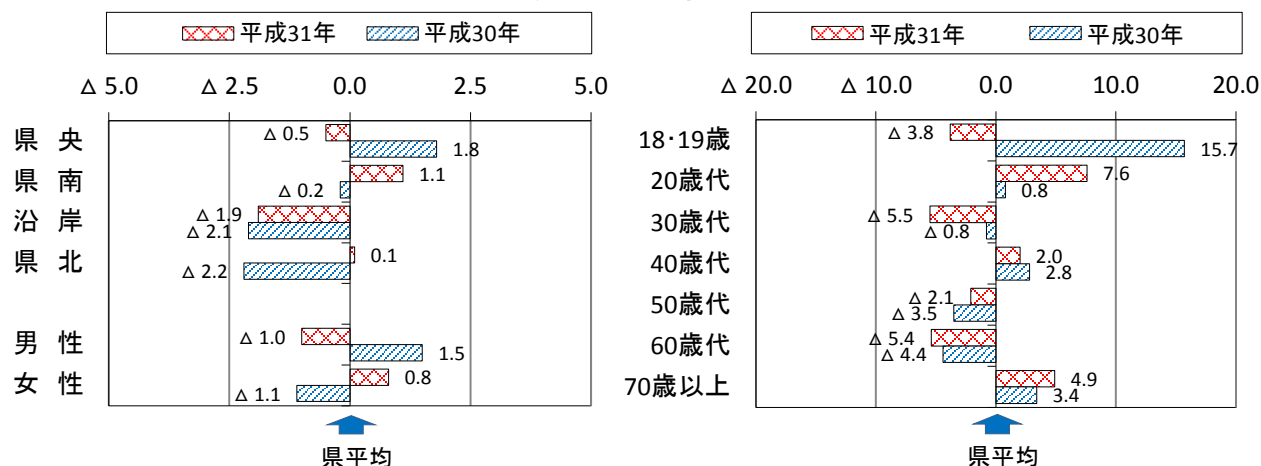 平成31年 平成30年
△ 5.0 △ 2.5 0.0 2.5 5.0
県 央 △ 0.5 1.8
県 南 1.1 △ 0.2
沿 岸 △ 1.9 △ 2.1
県 北 0.1 △ 2.2
男 性 △ 1.0 1.5
女 性 0.8 △ 1.1
県平均
平成31年 平成30年
△ 20.0 △ 10.0 0.0 10.0 20.0
18・19歳 △ 3.8 15.7
20歳代 7.6 0.8
30歳代 △ 5.5 △ 0.8
40歳代 2.0 2.8
50歳代 △ 2.1 △ 3.5
60歳代 △ 5.4 △ 4.4
70歳以上 4.9 3.4
県平均